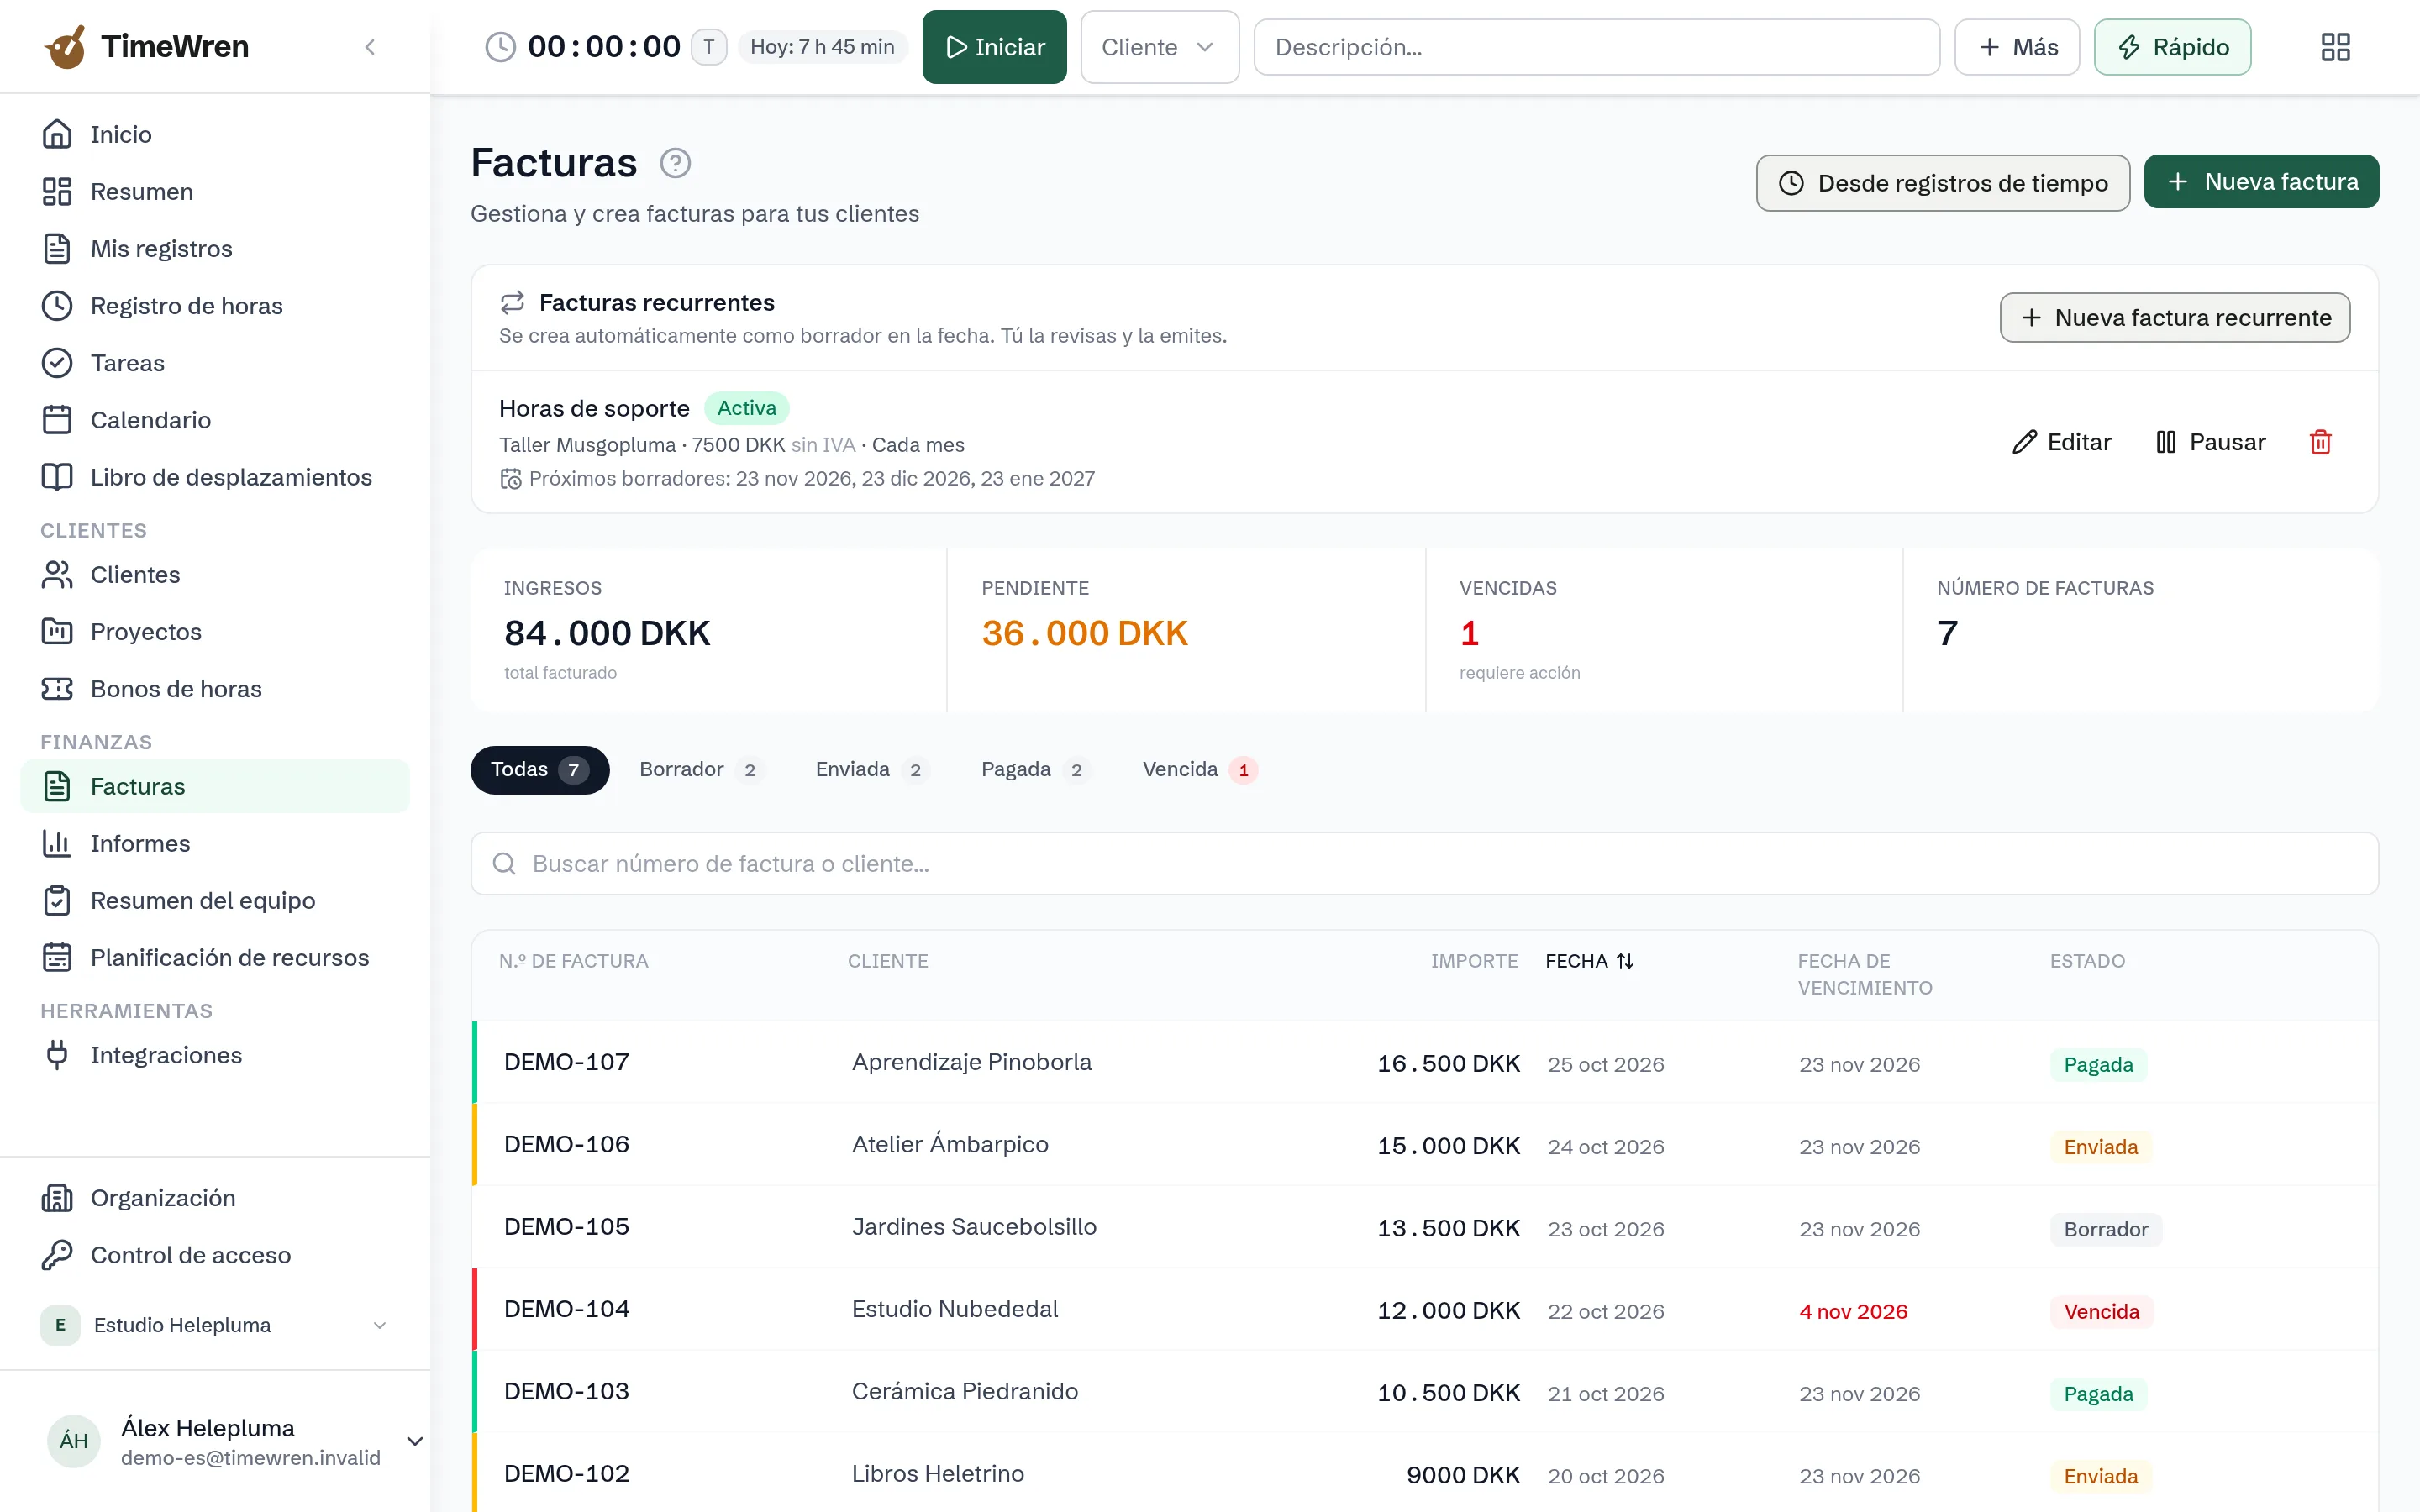 TimeWren
00:00:00 T Hoy: 7 h 45 min Iniciar Cliente Descripción... Más Rápido
Inicio
Resumen
Mis registros
Registro de horas
Tareas
Calendario
Libro de desplazamientos
CLIENTES
Clientes
Proyectos
Bonos de horas
FINANZAS
Facturas
Informes
Resumen del equipo
Planificación de recursos
HERRAMIENTAS
Integraciones
Organización
Control de acceso
E Estudio Helepluma
ÁH Álex Helepluma
demo-es@timewren.invalid
Facturas ?
Gestiona y crea facturas para tus clientes
Desde registros de tiempo Nueva factura
Facturas recurrentes
Se crea automáticamente como borrador en la fecha. Tú la revisas y la emites.
Nueva factura recurrente
Horas de soporte Activa
Taller Musgopluma · 7500 DKK sin IVA · Cada mes
Próximos borradores: 23 nov 2026, 23 dic 2026, 23 ene 2027
Editar Pausar
INGRESOS
84.000 DKK
total facturado
PENDIENTE
36.000 DKK
VENCIDAS
1
requiere acción
NÚMERO DE FACTURAS
7
Todas 7 Borrador 2 Enviada 2 Pagada 2 Vencida 1
Buscar número de factura o cliente...
N.º DE FACTURA CLIENTE IMPORTE FECHA FECHA DE VENCIMIENTO ESTADO
DEMO-107 Aprendizaje Pinoborla 16.500 DKK 25 oct 2026 23 nov 2026 Pagada
DEMO-106 Atelier Ámbarpico 15.000 DKK 24 oct 2026 23 nov 2026 Enviada
DEMO-105 Jardines Saucebolsillo 13.500 DKK 23 oct 2026 23 nov 2026 Borrador
DEMO-104 Estudio Nubededal 12.000 DKK 22 oct 2026 4 nov 2026 Vencida
DEMO-103 Cerámica Piedranido 10.500 DKK 21 oct 2026 23 nov 2026 Pagada
DEMO-102 Libros Heletrino 9000 DKK 20 oct 2026 23 nov 2026 Enviada